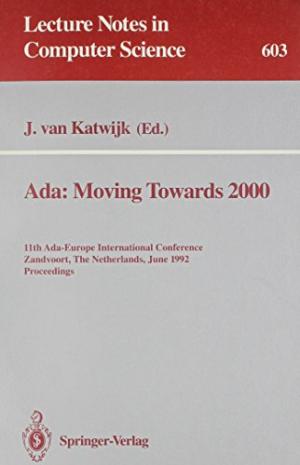 Lecture Notes in
Computer Science
603
J. van Katwijk (Ed.)
Ada: Moving Towards 2000
11th Ada-Europe International Conference
Zandvoort, The Netherlands, June 1992
Proceedings
Springer-Verlag